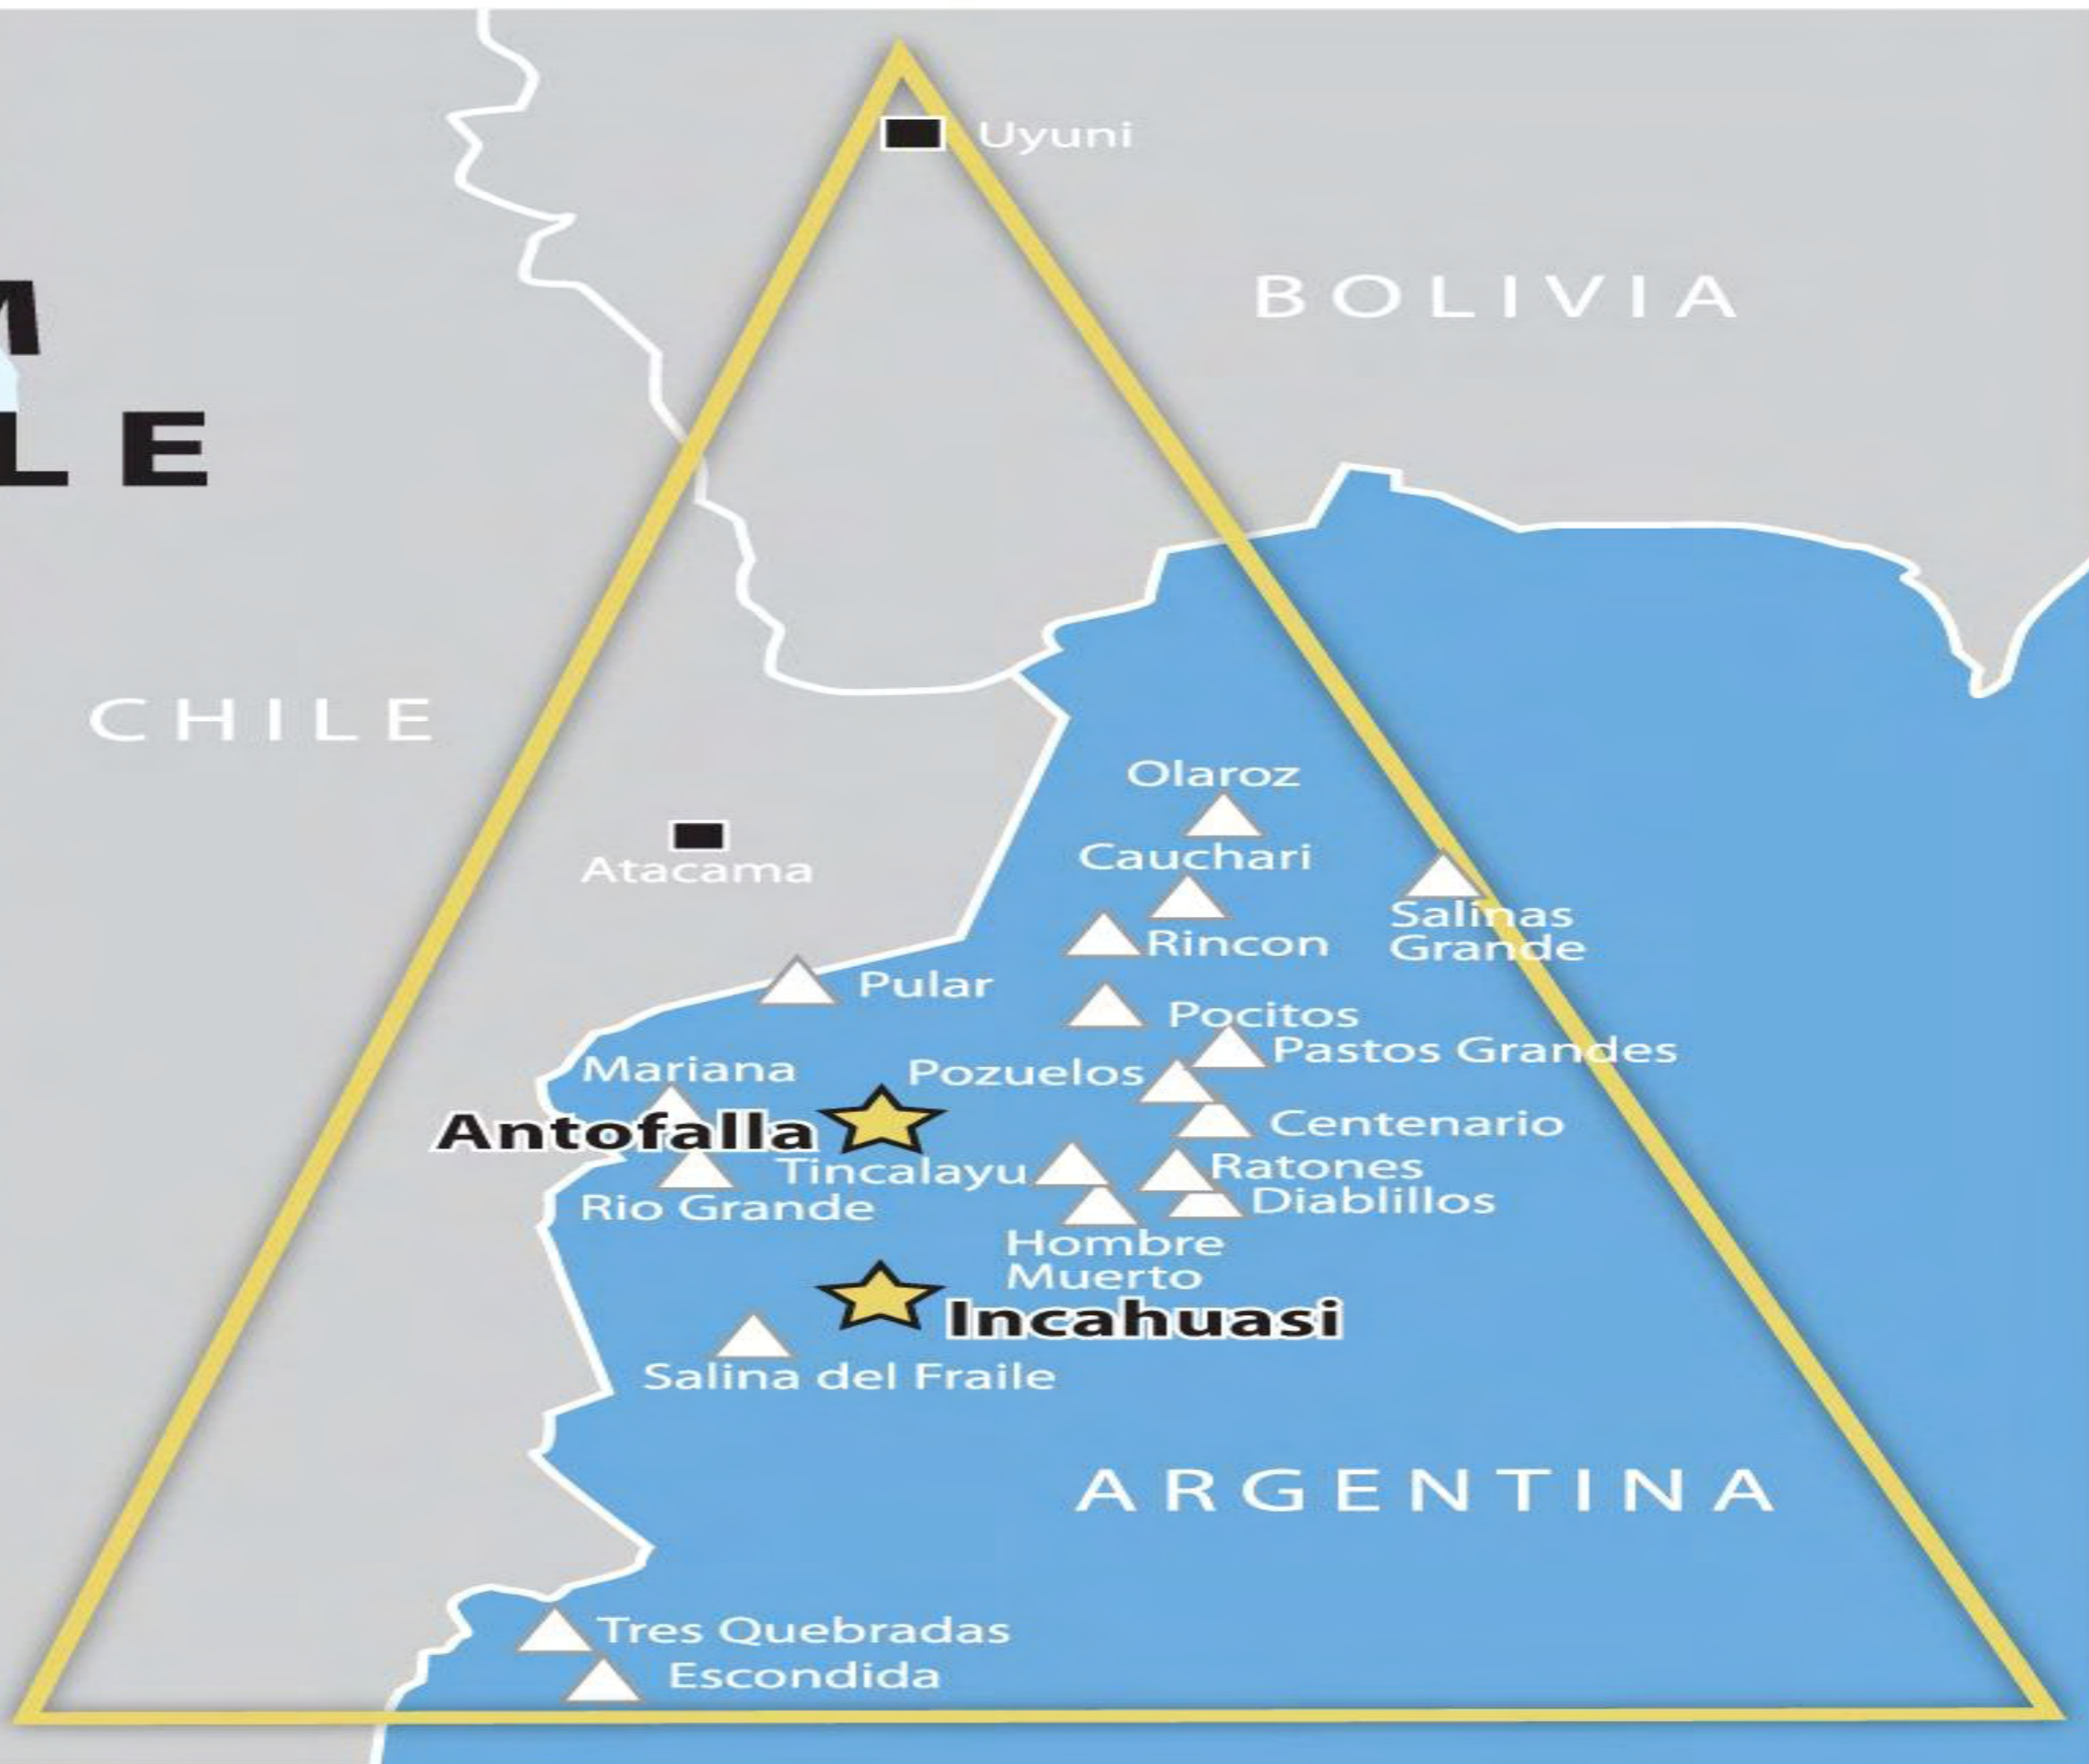 Uyuni
BOLIVIA
M
LE
CHILE
Olaroz
Atacama
Cauchari
Salinas
Grande
Rincon
Pular
Pocitos
Pastos Grandes
Mariana
Pozuelos
Antofalla
Centenario
Tincalayu
Ratones
Rio Grande
Diablillos
Hombre
Muerto
Incahuasi
Salina del Fraile
ARGENTINA
Tres Quebradas
Escondida